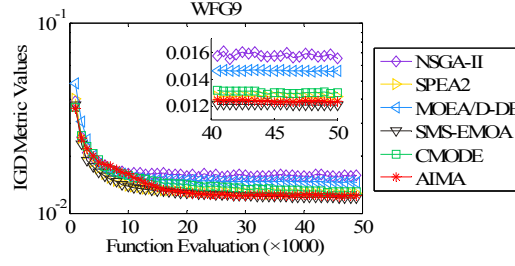 WFG9
IGD Metric Values
10^-1
10^-2
0.016
0.014
0.012
40 45 50
0 10 20 30 40 50
Function Evaluation (×1000)
NSGA-II
SPEA2
MOEA/D-DE
SMS-EMOA
CMODE
AIMA